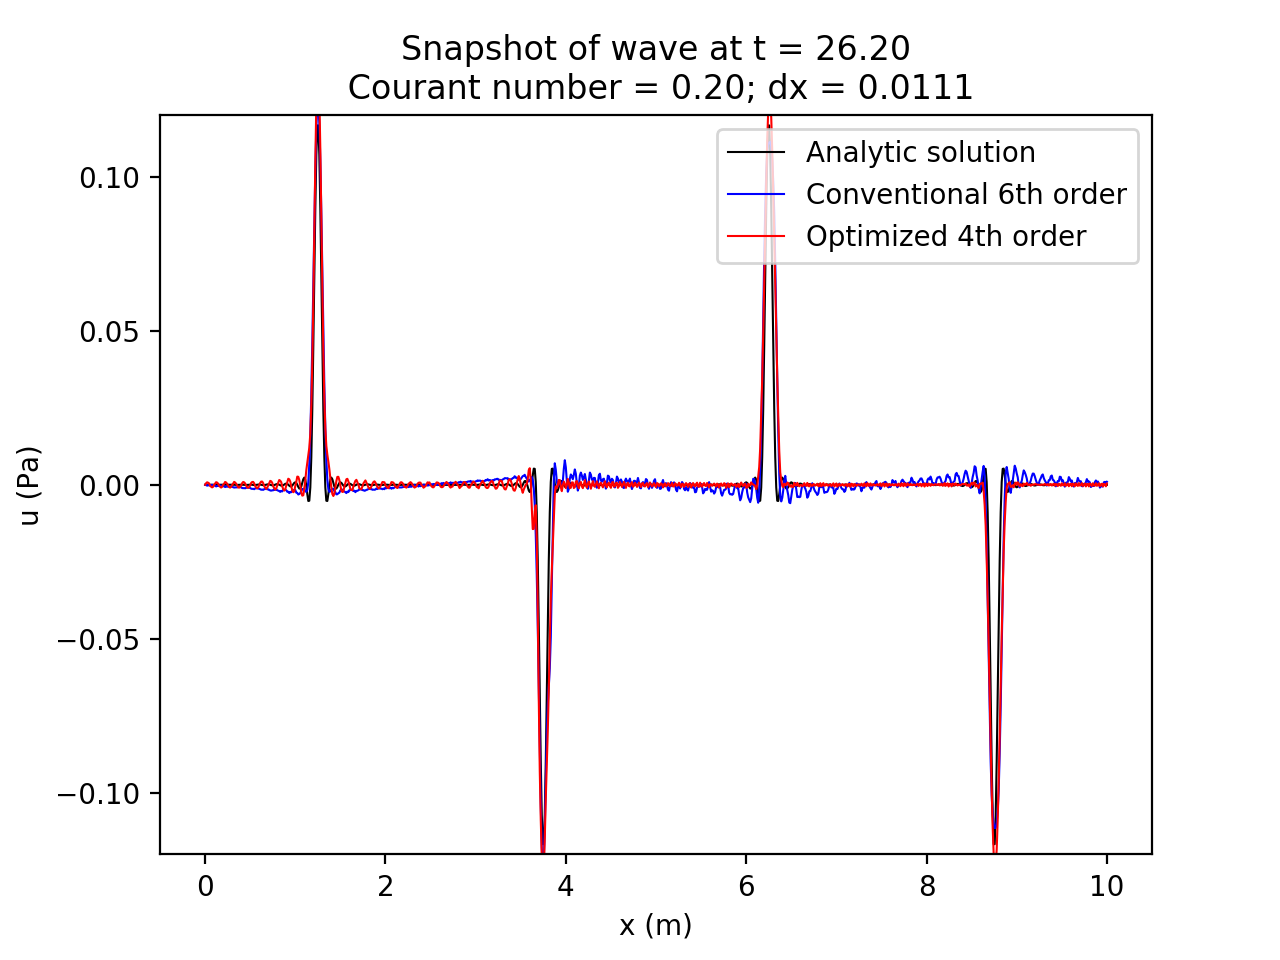 Snapshot of wave at t = 26.20
Courant number = 0.20; dx = 0.0111
Analytic solution
Conventional 6th order
Optimized 4th order
0.10
0.05
0.00
−0.05
−0.10
u (Pa)
0 2 4 6 8 10
x (m)